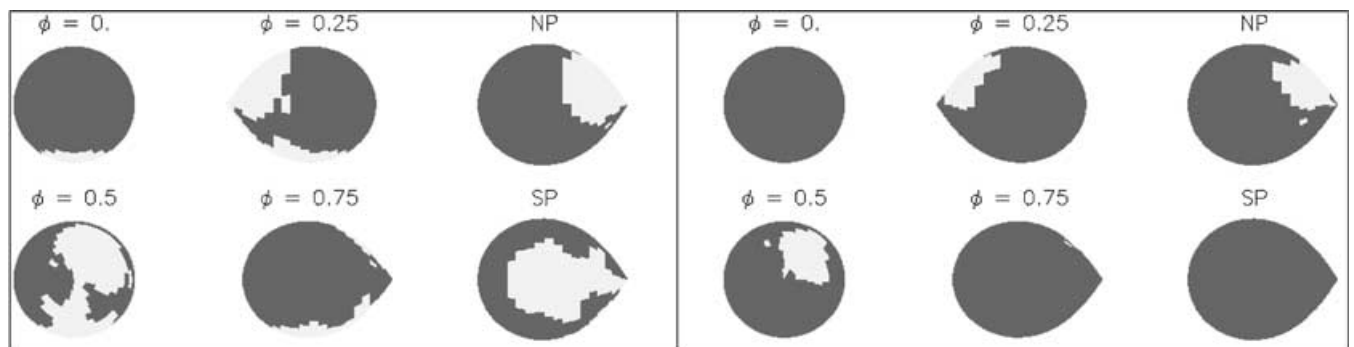 ϕ = 0. ϕ = 0.25 NP ϕ = 0. ϕ = 0.25 NP
ϕ = 0.5 ϕ = 0.75 SP ϕ = 0.5 ϕ = 0.75 SP